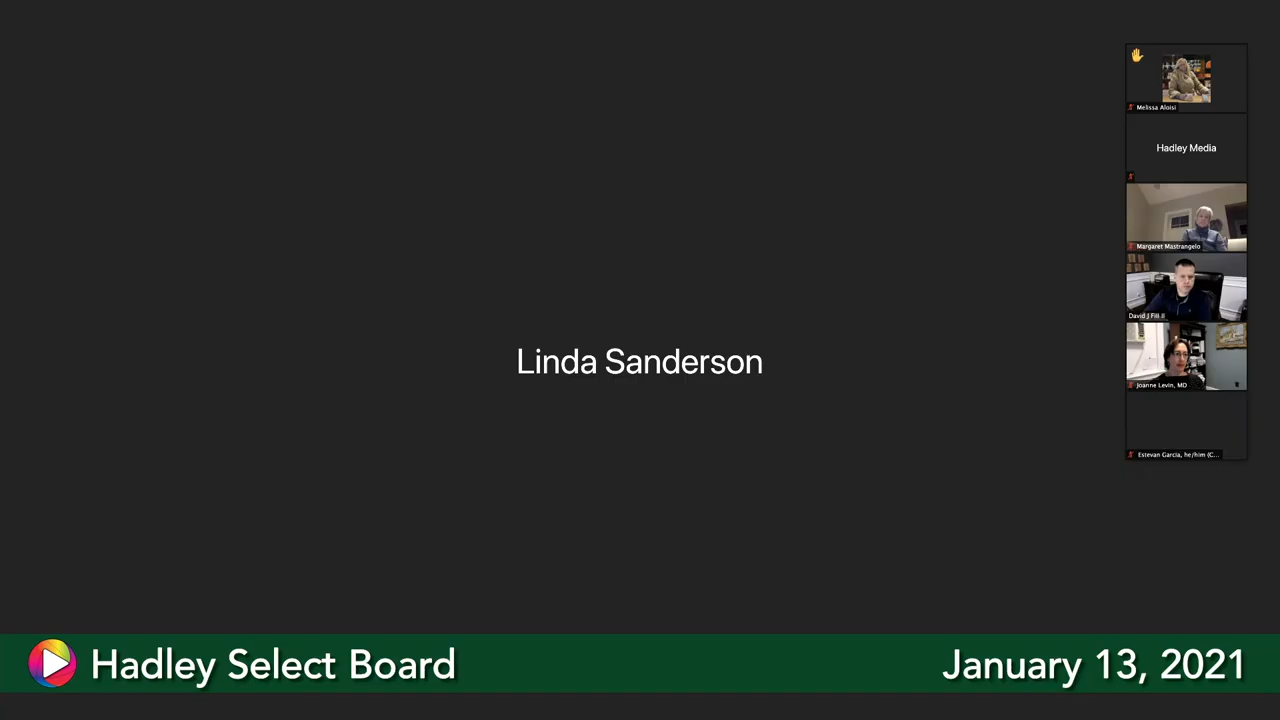 Melissa Aloisi
Hadley Media
Margaret Mastrangelo
David J Fill II
Joanne Levin, MD
Estevan Garcia, he/him (C...
Linda Sanderson
Hadley Select Board
January 13, 2021